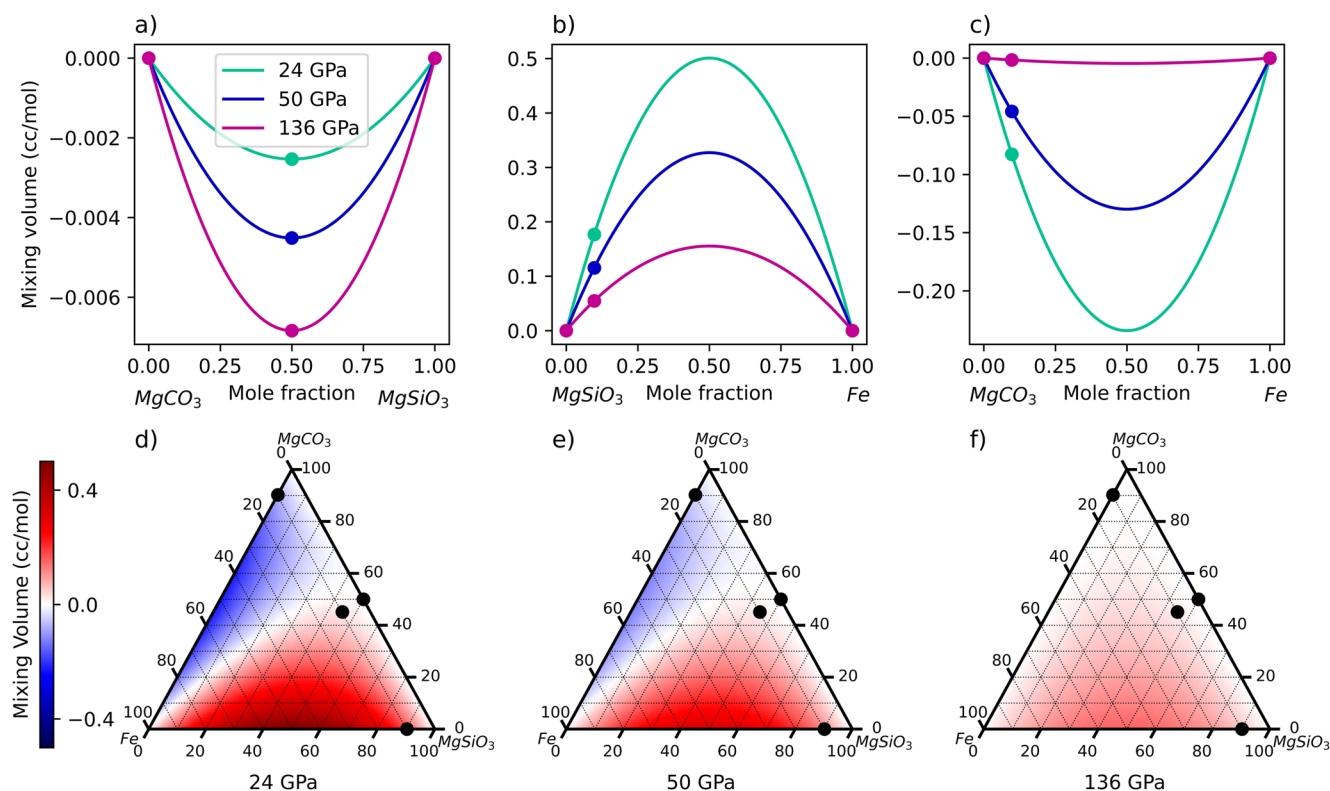 a)
Mixing volume (cc/mol)
0.000
−0.002
−0.004
−0.006
24 GPa
50 GPa
136 GPa
0.00 0.25 0.50 0.75 1.00
MgCO₃ Mole fraction MgSiO₃
b)
0.5
0.4
0.3
0.2
0.1
0.0
0.00 0.25 0.50 0.75 1.00
MgSiO₃ Mole fraction Fe
c)
0.00
−0.05
−0.10
−0.15
−0.20
0.00 0.25 0.50 0.75 1.00
MgCO₃ Mole fraction Fe
Mixing Volume (cc/mol)
0.4
0.0
−0.4
d)
MgCO₃
0 100
20 80
40 60
60 40
80 20
100 0
Fe MgSiO₃
0 20 40 60 80 100
24 GPa
e)
MgCO₃
0 100
20 80
40 60
60 40
80 20
100 0
Fe MgSiO₃
0 20 40 60 80 100
50 GPa
f)
MgCO₃
0 100
20 80
40 60
60 40
80 20
100 0
Fe MgSiO₃
0 20 40 60 80 100
136 GPa